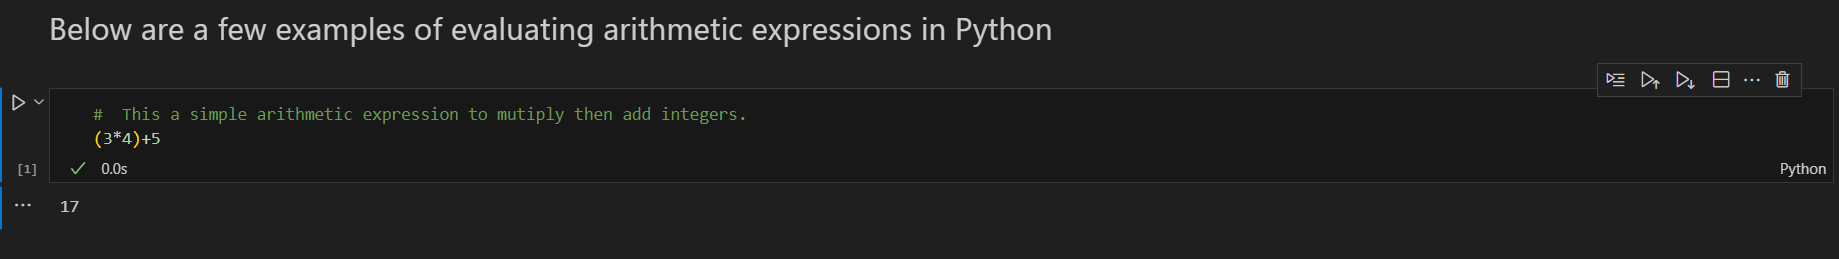 Below are a few examples of evaluating arithmetic expressions in Python
#  This a simple arithmetic expression to mutiply then add integers.
(3*4)+5
[1]
0.0s
Python
17